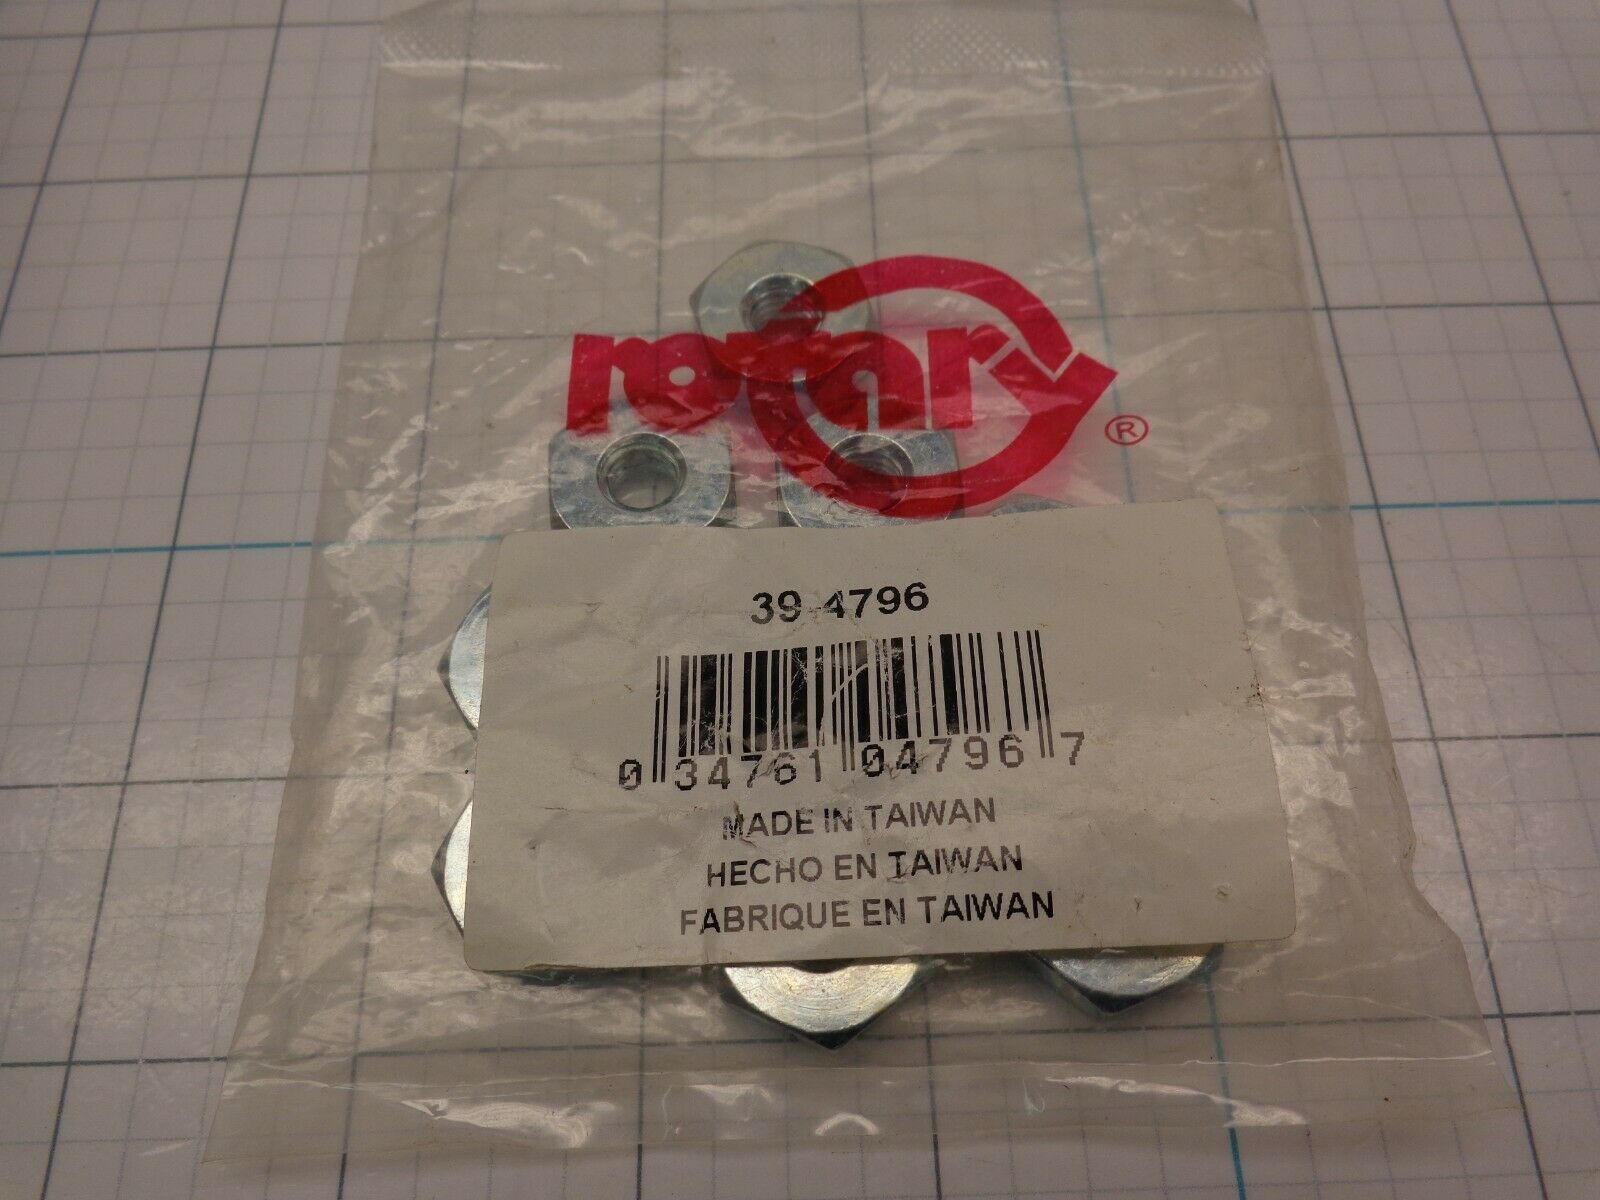 rotary
®
39-4796
0 34761 04796 7
MADE IN TAIWAN
HECHO EN TAIWAN
FABRIQUE EN TAIWAN